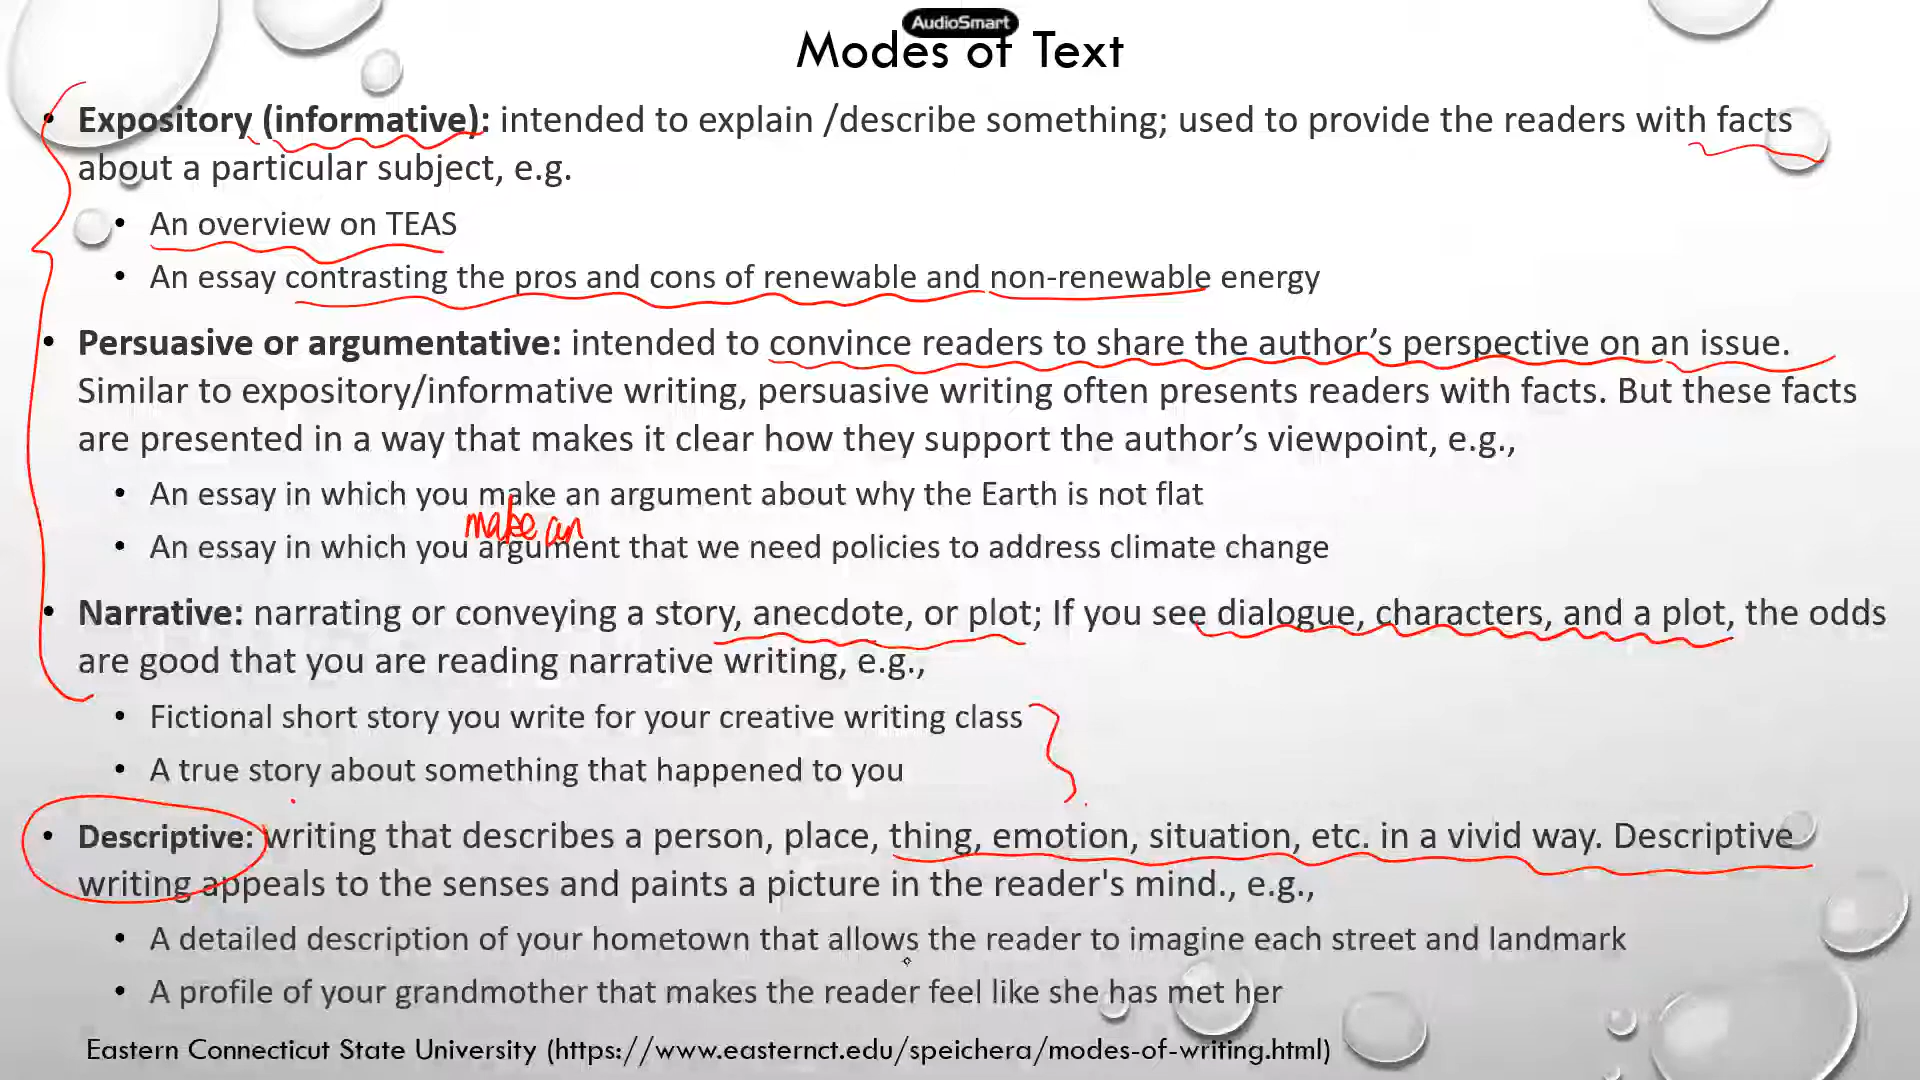 AudioSmart
Modes of Text
• Expository (informative): intended to explain /describe something; used to provide the readers with facts
about a particular subject, e.g.
• An overview on TEAS
• An essay contrasting the pros and cons of renewable and non-renewable energy
• Persuasive or argumentative: intended to convince readers to share the author’s perspective on an issue.
Similar to expository/informative writing, persuasive writing often presents readers with facts. But these facts
are presented in a way that makes it clear how they support the author’s viewpoint, e.g.,
• An essay in which you make an argument about why the Earth is not flat
make an
• An essay in which you argument that we need policies to address climate change
• Narrative: narrating or conveying a story, anecdote, or plot; If you see dialogue, characters, and a plot, the odds
are good that you are reading narrative writing, e.g.,
• Fictional short story you write for your creative writing class
• A true story about something that happened to you
• Descriptive: writing that describes a person, place, thing, emotion, situation, etc. in a vivid way. Descriptive
writing appeals to the senses and paints a picture in the reader's mind., e.g.,
• A detailed description of your hometown that allows the reader to imagine each street and landmark
• A profile of your grandmother that makes the reader feel like she has met her
Eastern Connecticut State University (https://www.easternct.edu/speichera/modes-of-writing.html)